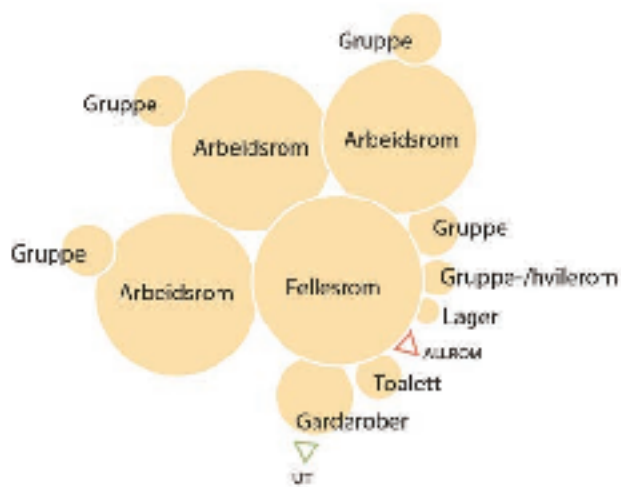 Gruppe
Gruppe
Arbeidsrom
Arbeidsrom
Gruppe
Gruppe
Arbeidsrom
Fellesrom
Gruppe-/hvilerom
Lager
ALLROM
Toalett
Garderober
UT